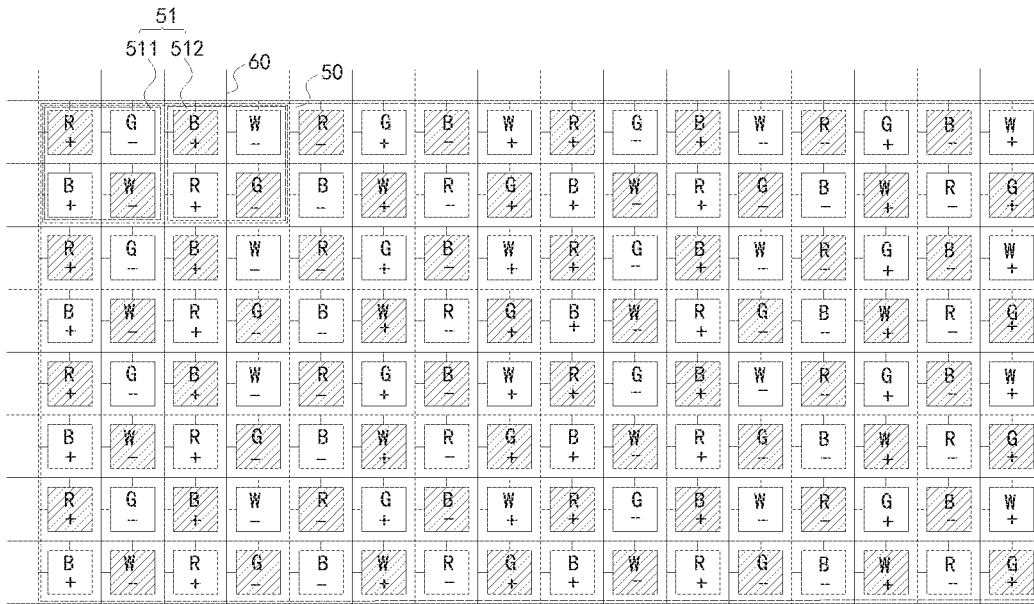 51
511 512 60 50
R G B W R G B W R G B W R G B W
+ -- + -- -- + -- + + -- + -- -- + -- +
B W R G B W R G B W R G B W R G
+ -- + -- -- + -- + + -- + -- -- + -- +
R G B W R G B W R G B W R G B W
+ -- + -- -- + -- + + -- + -- -- + -- +
B W R G B W R G B W R G B W R G
+ -- + -- -- + -- + + -- + -- -- + -- +
R G B W R G B W R G B W R G B W
+ -- + -- -- + -- + + -- + -- -- + -- +
B W R G B W R G B W R G B W R G
+ -- + -- -- + -- + + -- + -- -- + -- +
R G B W R G B W R G B W R G B W
+ -- + -- -- + -- + + -- + -- -- + -- +
B W R G B W R G B W R G B W R G
+ -- + -- -- + -- + + -- + -- -- + -- +